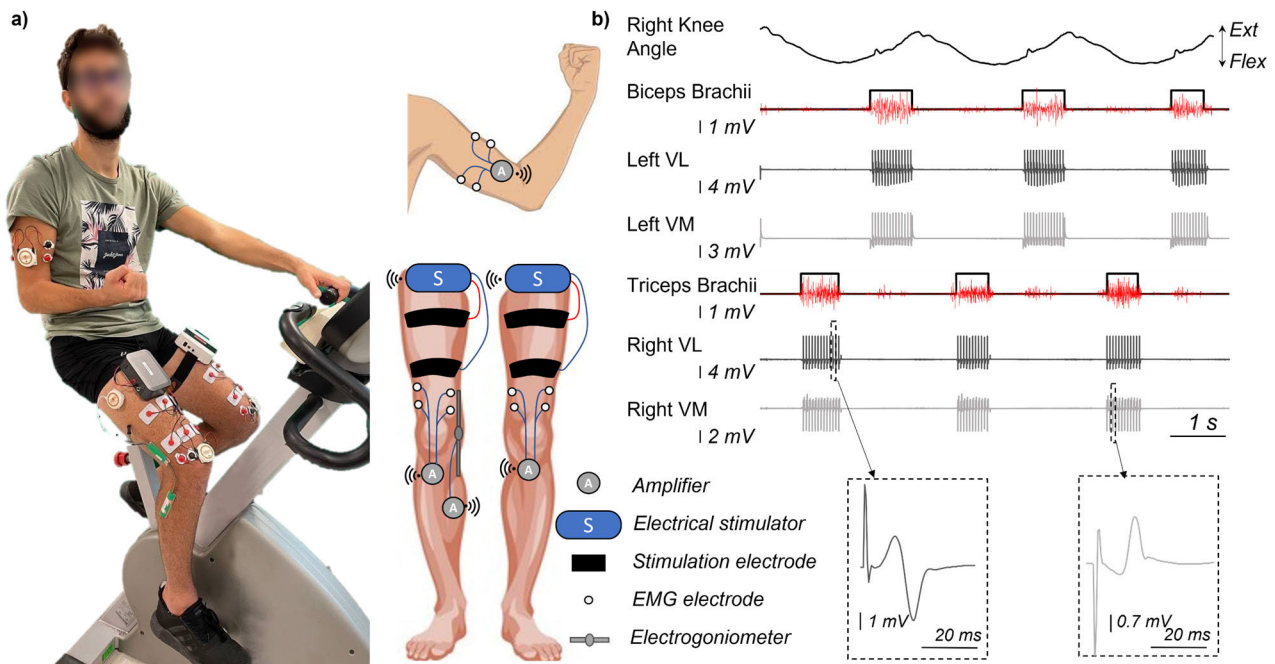 a)
A
S
S
A
A
A
A
Amplifier
S
Electrical stimulator
Stimulation electrode
EMG electrode
Electrogoniometer
b)
Right Knee
Angle
Ext
Flex
Biceps Brachii
1 mV
Left VL
4 mV
Left VM
3 mV
Triceps Brachii
1 mV
Right VL
4 mV
Right VM
2 mV
1 s
1 mV
20 ms
0.7 mV
20 ms